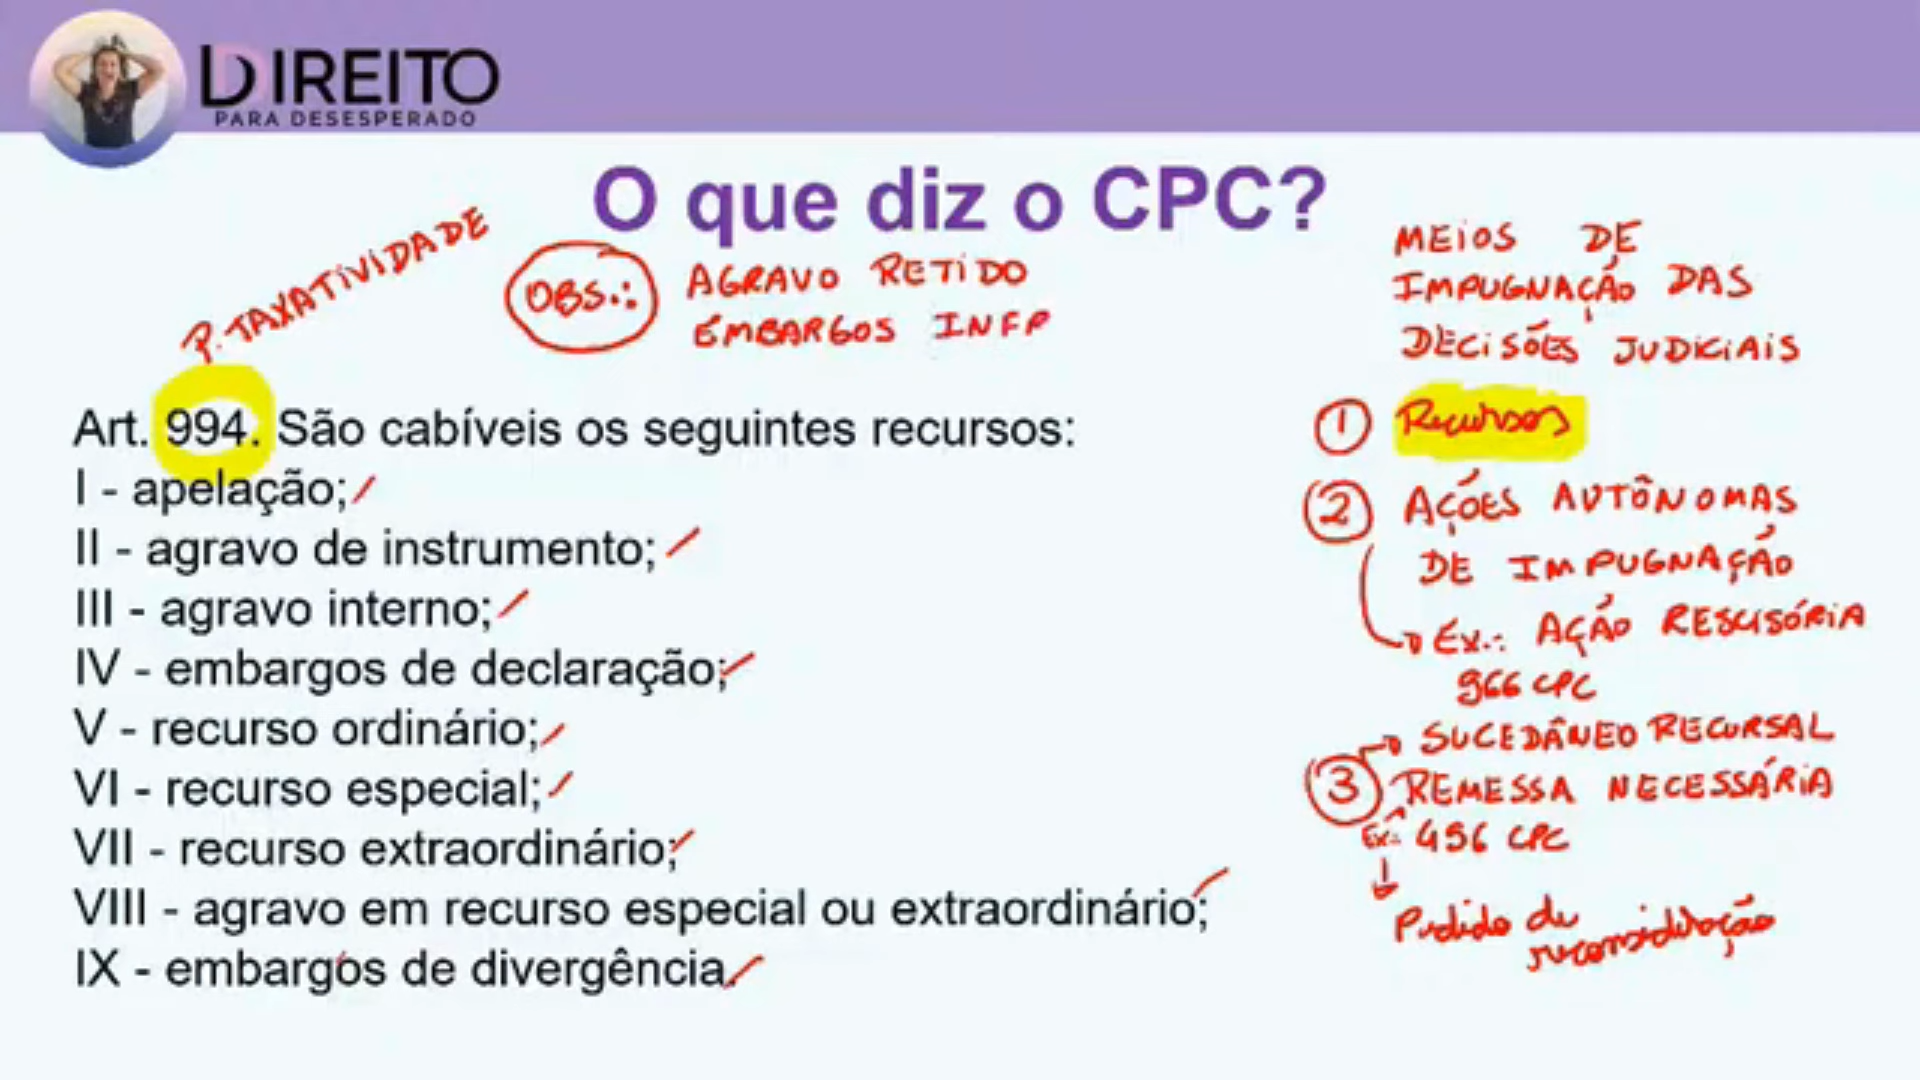 DIREITO
PARA DESESPERADO
O que diz o CPC?
P. TAXATIVIDADE
OBS.: AGRAVO RETIDO
EMBARGOS INFR
Art. 994. São cabíveis os seguintes recursos:
I - apelação;
II - agravo de instrumento;
III - agravo interno;
IV - embargos de declaração;
V - recurso ordinário;
VI - recurso especial;
VII - recurso extraordinário;
VIII - agravo em recurso especial ou extraordinário;
IX - embargos de divergência.
MEIOS DE
IMPUGNAÇÃO DAS
DECISÕES JUDICIAIS
1 Recursos
2 AÇÕES AUTÔNOMAS
DE IMPUGNAÇÃO
Ex.: AÇÃO RESCISÓRIA
966 CPC
SUCEDÂNEO RECURSAL
3 REMESSA NECESSÁRIA
Ex: 496 CPC
Pedido de
reconsideração